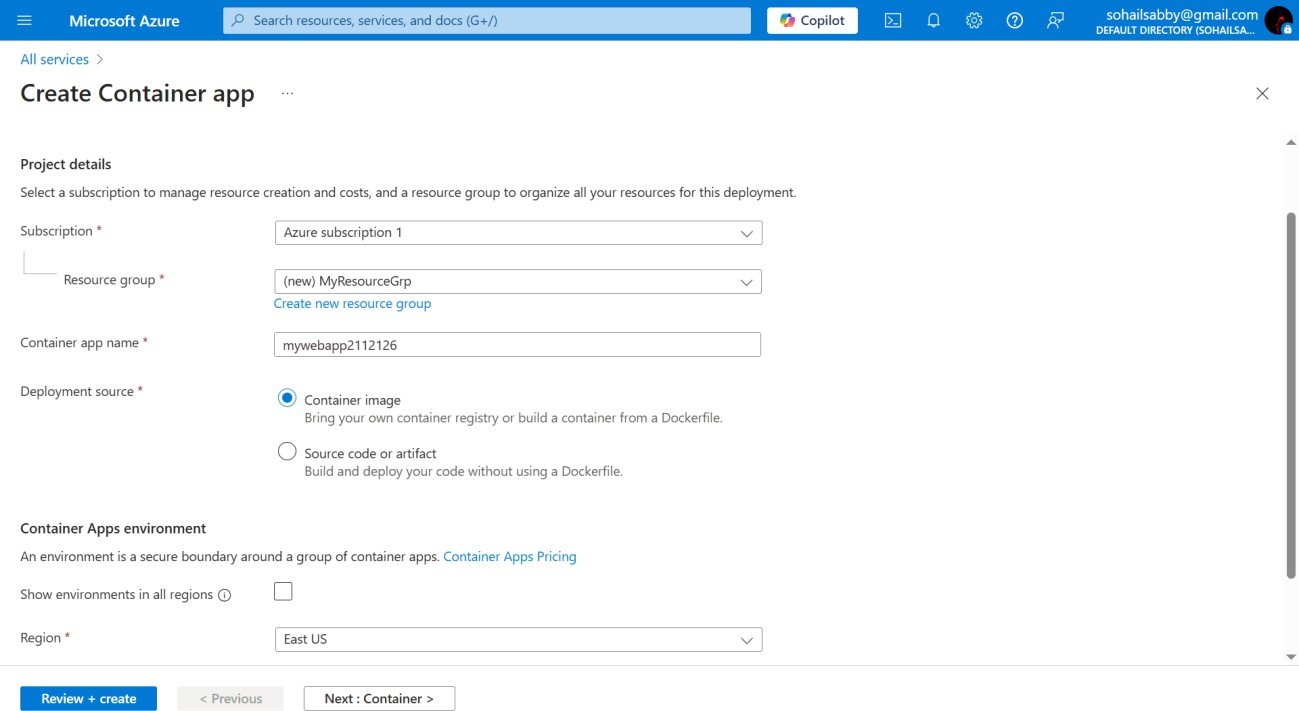 Microsoft Azure
Search resources, services, and docs (G+/)
Copilot
sohailsabby@gmail.com
DEFAULT DIRECTORY (SOHAILSA...
All services >
Create Container app ...
Project details
Select a subscription to manage resource creation and costs, and a resource group to organize all your resources for this deployment.
Subscription *
Azure subscription 1
Resource group *
(new) MyResourceGrp
Create new resource group
Container app name *
mywebapp2112126
Deployment source *
Container image
Bring your own container registry or build a container from a Dockerfile.
Source code or artifact
Build and deploy your code without using a Dockerfile.
Container Apps environment
An environment is a secure boundary around a group of container apps. Container Apps Pricing
Show environments in all regions
Region *
East US
Review + create
< Previous
Next : Container >